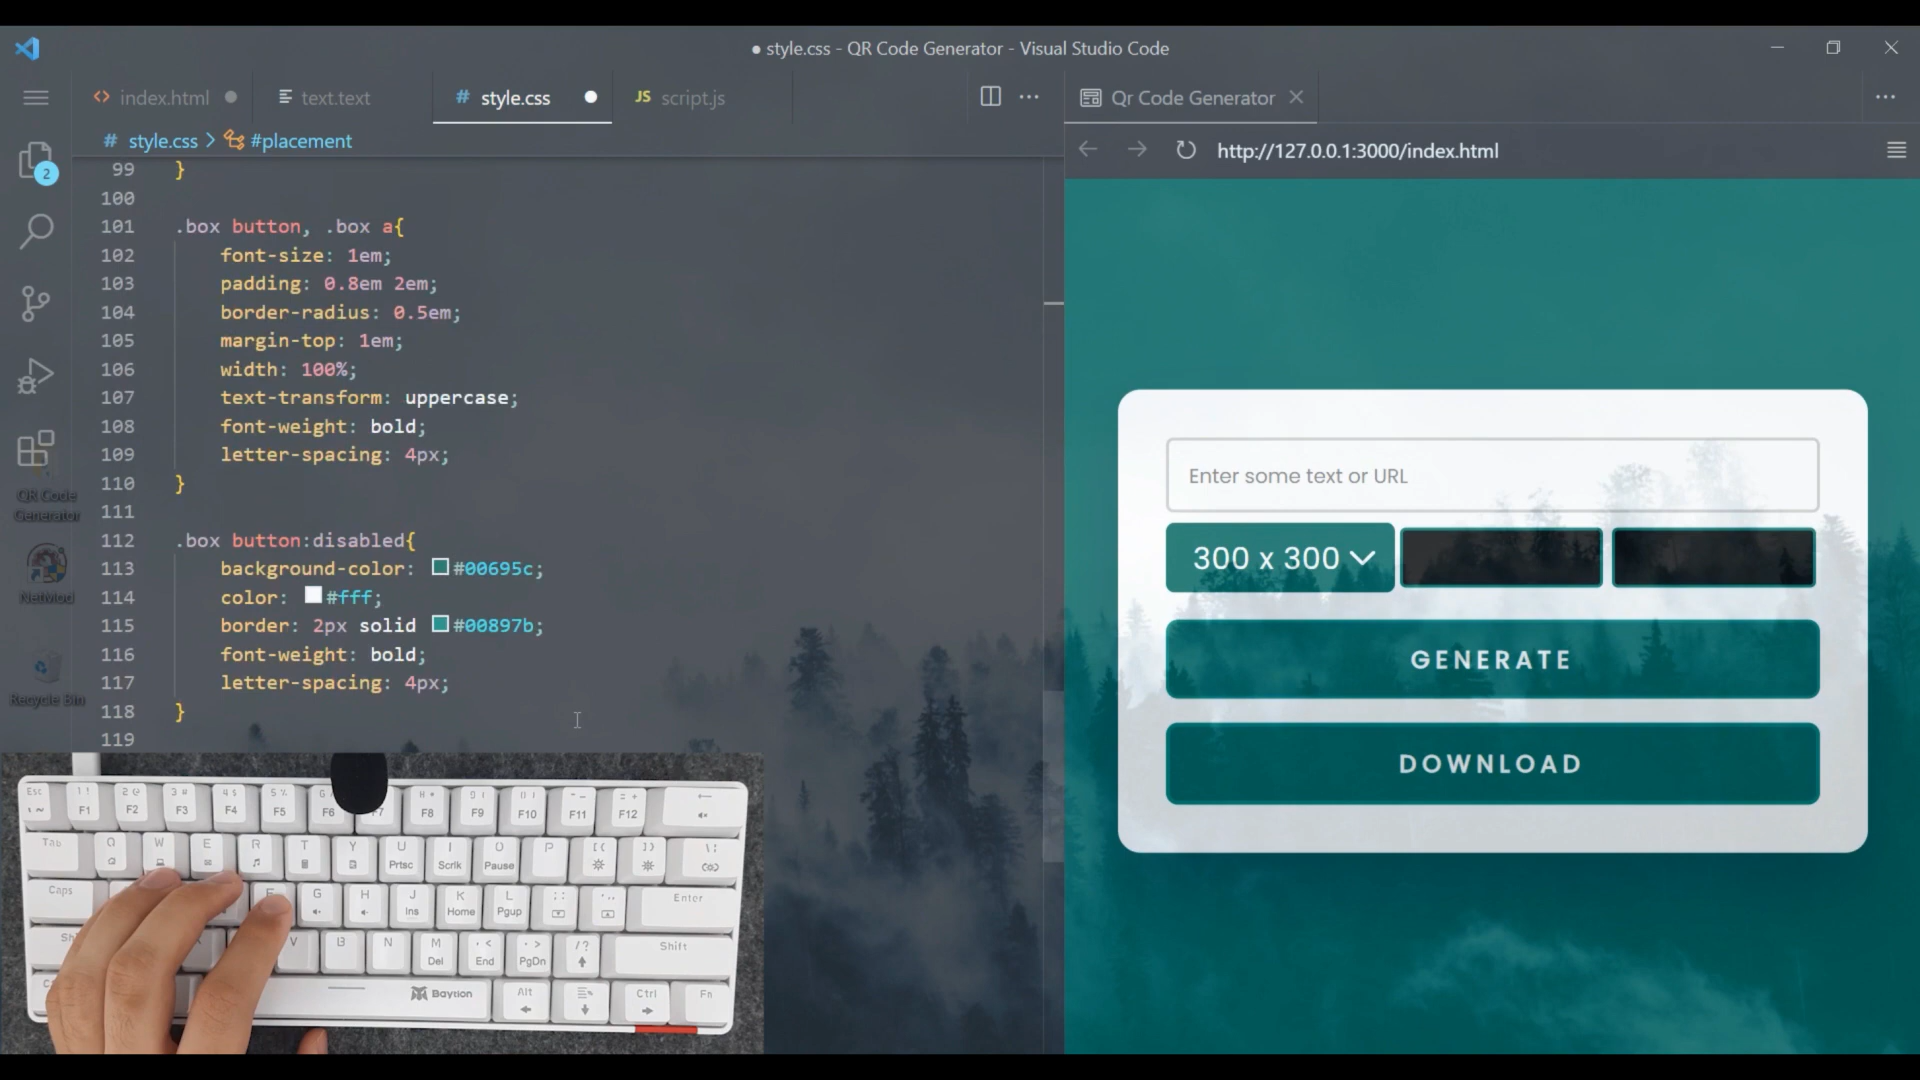 ● style.css - QR Code Generator - Visual Studio Code
index.html
text.text
# style.css
JS script.js
Qr Code Generator
# style.css > #placement
http://127.0.0.1:3000/index.html
2
99 }
100
101 .box button, .box a{
102 font-size: 1em;
103 padding: 0.8em 2em;
104 border-radius: 0.5em;
105 margin-top: 1em;
106 width: 100%;
107 text-transform: uppercase;
108 font-weight: bold;
109 letter-spacing: 4px;
110 }
111
112 .box button:disabled{
113 background-color: #00695c;
114 color: #fff;
115 border: 2px solid #00897b;
116 font-weight: bold;
117 letter-spacing: 4px;
118 }
119
QR Code
Generator
NetMod
Recycle Bin
Enter some text or URL
300 x 300
GENERATE
DOWNLOAD
Esc F1 F2 F3 F4 F5 F6 F7 F8 F9 F10 F11 F12
Tab Q W E R T Y U I O P
Prtsc Scrlk Pause
Caps F G H J K L Enter
Ins Home Pgup
V B N M Shift
Del End PgDn
Baytion Alt Ctrl Fn